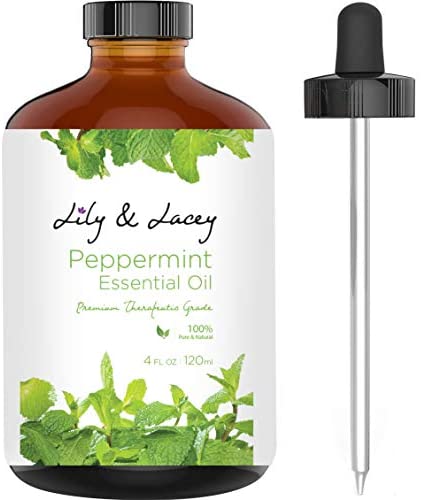 Lily & Lacey
Peppermint
Essential Oil
Premium Therapeutic Grade
100%
Pure & Natural
4 FL OZ | 120ml